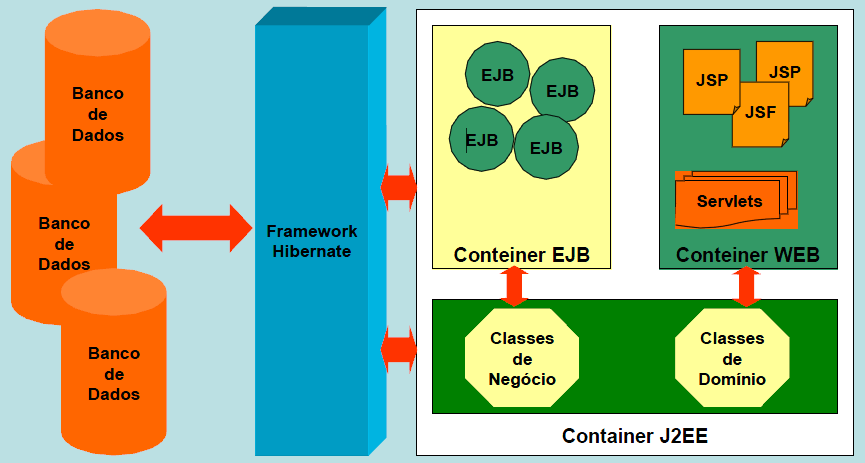 Banco
de
Dados
Banco
de
Dados
Banco
de
Dados
Framework
Hibernate
EJB
EJB
EJB
EJB
Conteiner EJB
JSP
JSP
JSF
Servlets
Conteiner WEB
Classes
de
Negócio
Classes
de
Domínio
Container J2EE